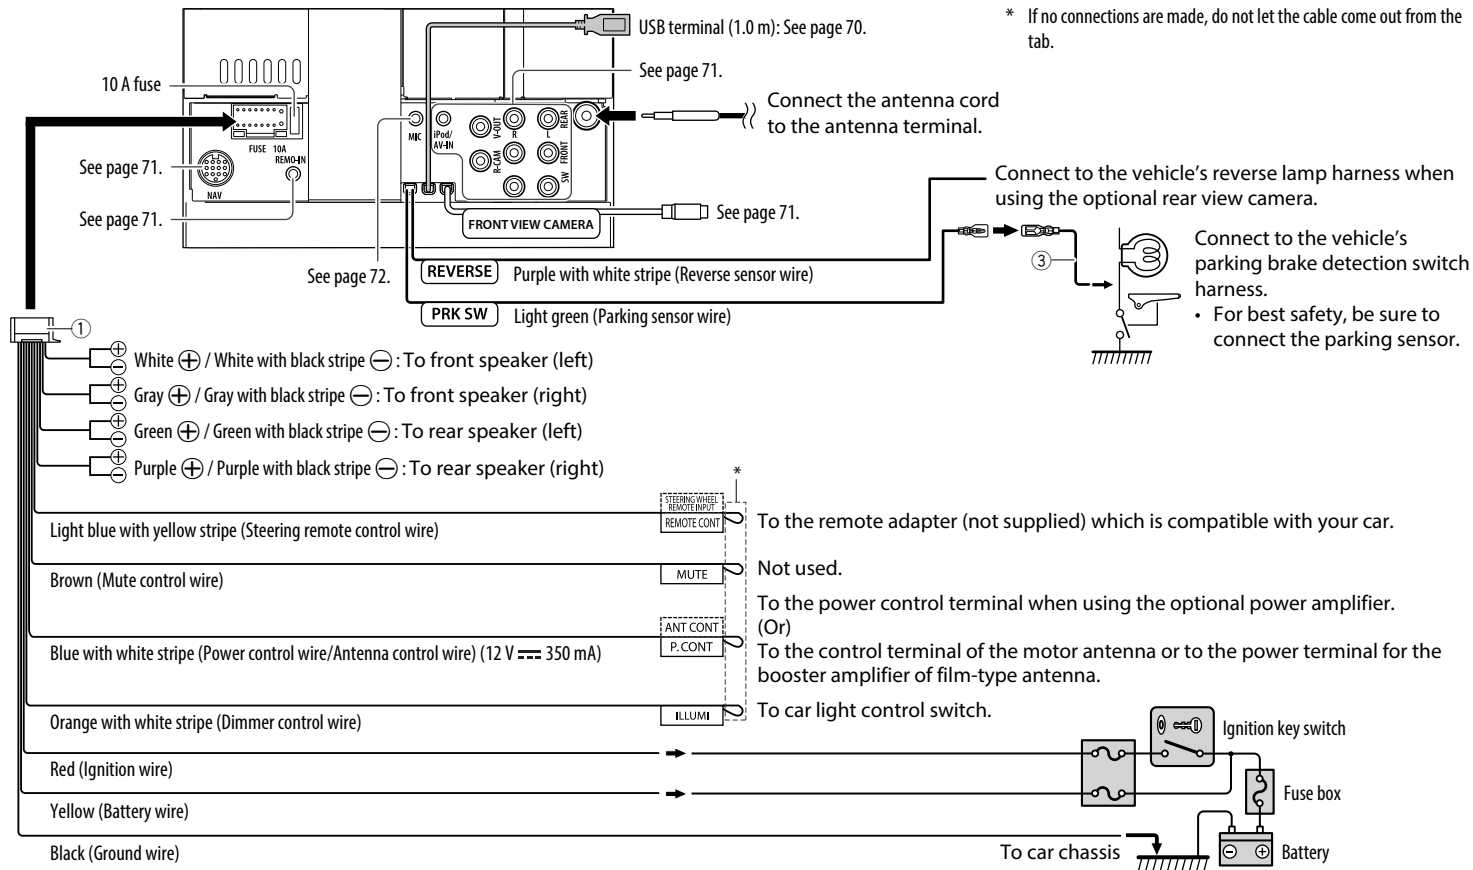 USB terminal (1.0 m): See page 70.
* If no connections are made, do not let the cable come out from the
tab.
10 A fuse
See page 71.
Connect the antenna cord
to the antenna terminal.
FUSE 10A
REMO-IN
NAV
MIC
iPod/
AV-IN
V-OUT
R-CAM
R
L
REAR
FRONT
SW
See page 71.
See page 71.
FRONT VIEW CAMERA
See page 71.
Connect to the vehicle's reverse lamp harness when
using the optional rear view camera.
③
Connect to the vehicle's
parking brake detection switch
harness.
• For best safety, be sure to
connect the parking sensor.
See page 72.
REVERSE Purple with white stripe (Reverse sensor wire)
PRK SW Light green (Parking sensor wire)
①
⊕ ⊖ White ⊕ / White with black stripe ⊖ : To front speaker (left)
⊕ ⊖ Gray ⊕ / Gray with black stripe ⊖ : To front speaker (right)
⊕ ⊖ Green ⊕ / Green with black stripe ⊖ : To rear speaker (left)
⊕ ⊖ Purple ⊕ / Purple with black stripe ⊖ : To rear speaker (right)
*
STEERING WHEEL
REMOTE INPUT
REMOTE CONT
Light blue with yellow stripe (Steering remote control wire)
To the remote adapter (not supplied) which is compatible with your car.
Brown (Mute control wire)
MUTE
Not used.
To the power control terminal when using the optional power amplifier.
(Or)
To the control terminal of the motor antenna or to the power terminal for the
booster amplifier of film-type antenna.
ANT CONT
P. CONT
Blue with white stripe (Power control wire/Antenna control wire) (12 V ⎓ 350 mA)
Orange with white stripe (Dimmer control wire)
ILLUMI
To car light control switch.
Ignition key switch
Red (Ignition wire)
Yellow (Battery wire)
Fuse box
Black (Ground wire)
To car chassis
⊖ ⊕ Battery